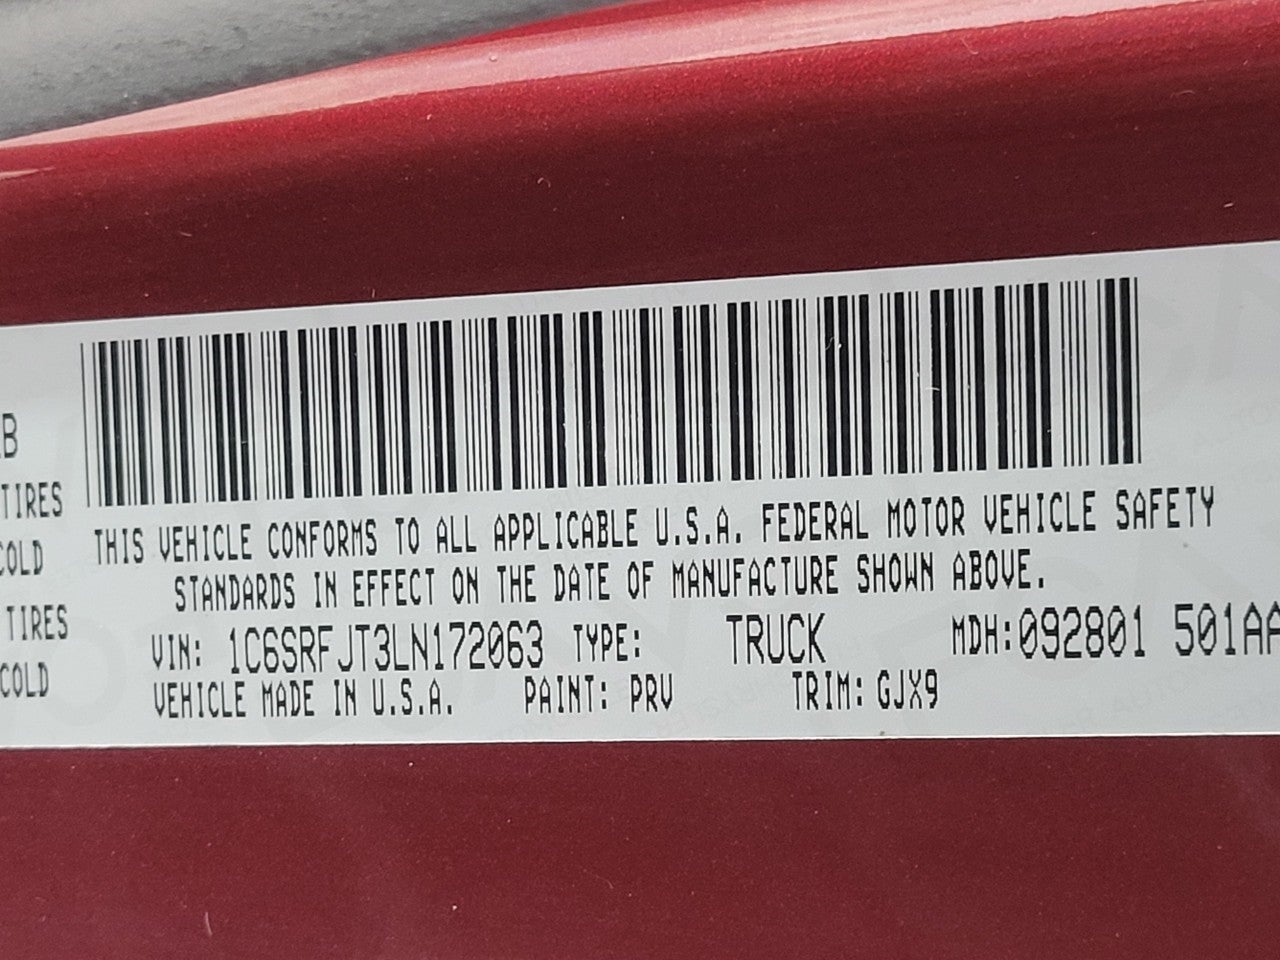 LB
TIRES
COLD
TIRES
COLD
THIS VEHICLE CONFORMS TO ALL APPLICABLE U.S.A. FEDERAL MOTOR VEHICLE SAFETY
STANDARDS IN EFFECT ON THE DATE OF MANUFACTURE SHOWN ABOVE.
VIN: 1C6SRFJT3LN172063 TYPE: TRUCK MDH:092801 501AA
VEHICLE MADE IN U.S.A. PAINT: PRV TRIM: GJX9